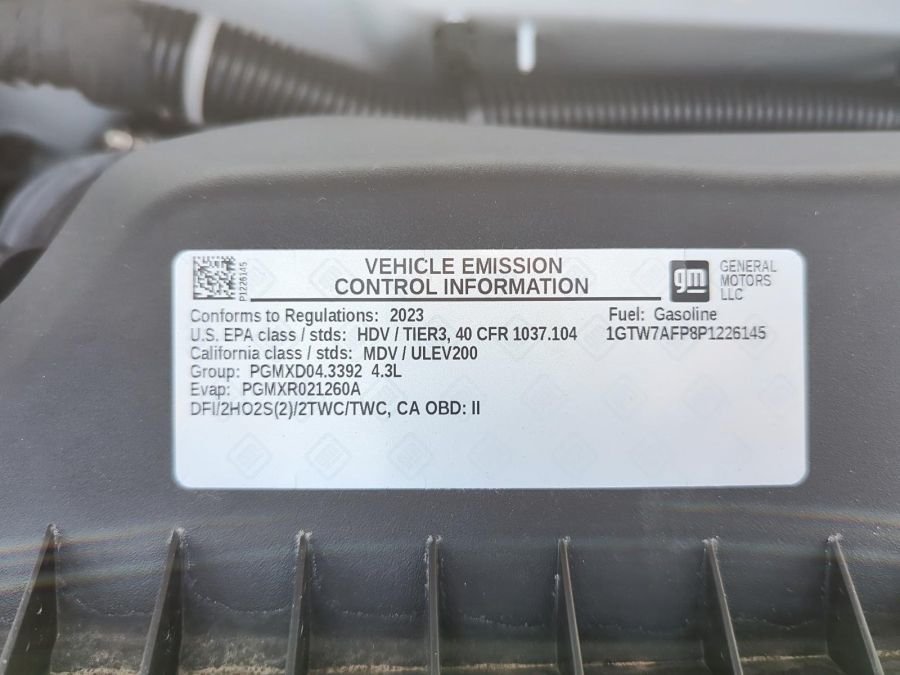 P1226145
VEHICLE EMISSION
CONTROL INFORMATION
gm
GENERAL
MOTORS
LLC
Conforms to Regulations: 2023
Fuel: Gasoline
U.S. EPA class / stds: HDV / TIER3, 40 CFR 1037.104
1GTW7AFP8P1226145
California class / stds: MDV / ULEV200
Group: PGMXD04.3392 4.3L
Evap: PGMXR021260A
DFI/2HO2S(2)/2TWC/TWC, CA OBD: II